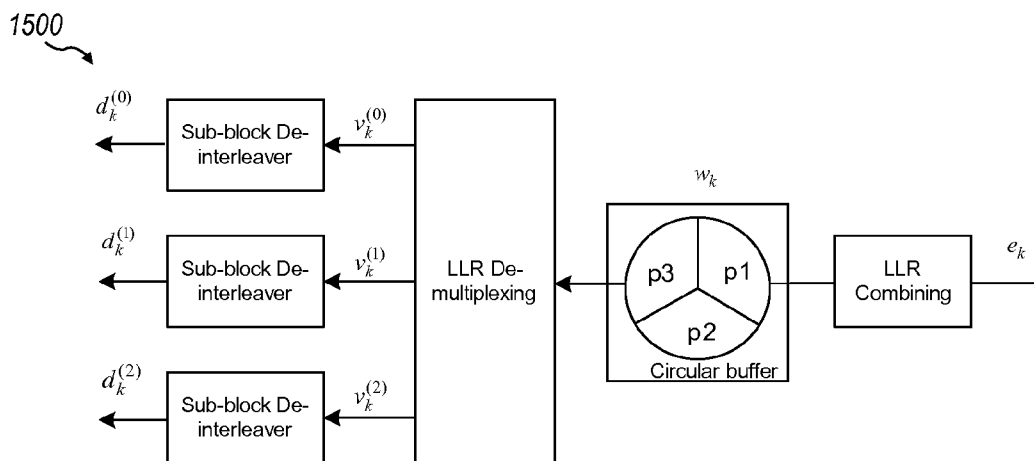 1500
d_k^(0)
Sub-block De-
interleaver
v_k^(0)
d_k^(1)
Sub-block De-
interleaver
v_k^(1)
d_k^(2)
Sub-block De-
interleaver
v_k^(2)
LLR De-
multiplexing
w_k
p3
p1
p2
Circular buffer
LLR
Combining
e_k